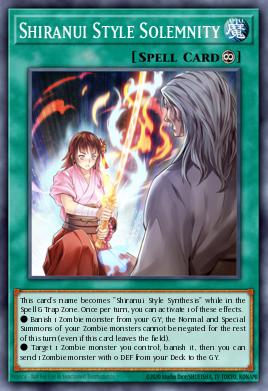 SHIRANUI STYLE SOLEMNITY
魔
[SPELL CARD ∞]
This card's name becomes "Shiranui Style Synthesis" while in the
Spell & Trap Zone. Once per turn, you can activate 1 of these effects.
● Banish 1 Zombie monster from your GY; the Normal and Special
Summons of your Zombie monsters cannot be negated for the rest
of this turn (even if this card leaves the field).
● Target 1 Zombie monster you control; banish it, then you can
send 1 Zombie monster with 0 DEF from your Deck to the GY.